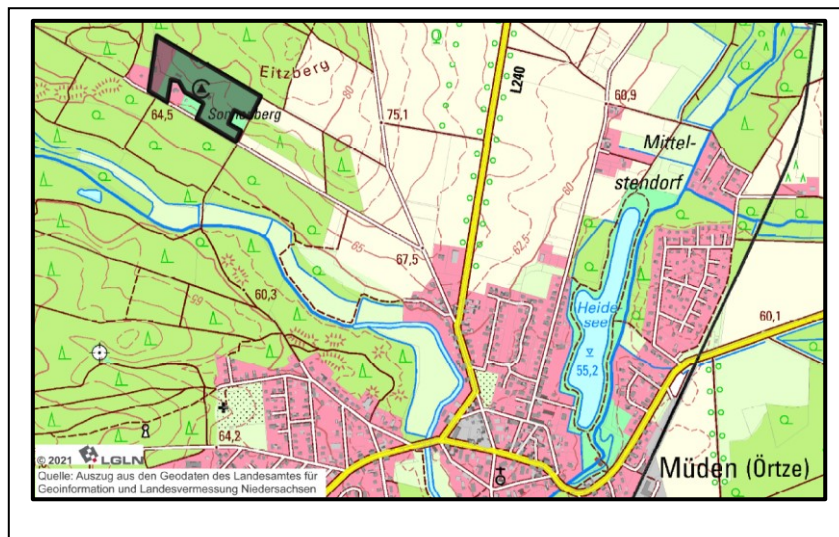 Eitzberg
80
L240
60,9
64,5
Sonnenberg
75,1
Mittel-
stendorf
60
65
67,5
62,5
60,3
65
Heide-
see
60,1
55,2
64,2
Müden (Örtze)
© 2021 LGLN
Quelle: Auszug aus den Geodaten des Landesamtes für
Geoinformation und Landesvermessung Niedersachsen